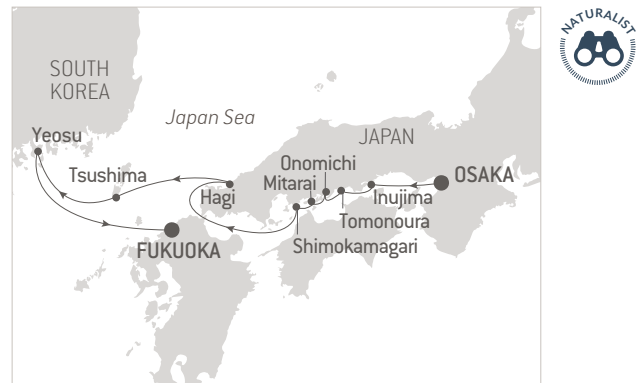 NATURALIST
SOUTH
KOREA
Japan Sea
Yeosu
JAPAN
Tsushima
Onomichi
Mitarai
OSAKA
Inujima
Hagi
Tomonoura
Shimokamagari
FUKUOKA